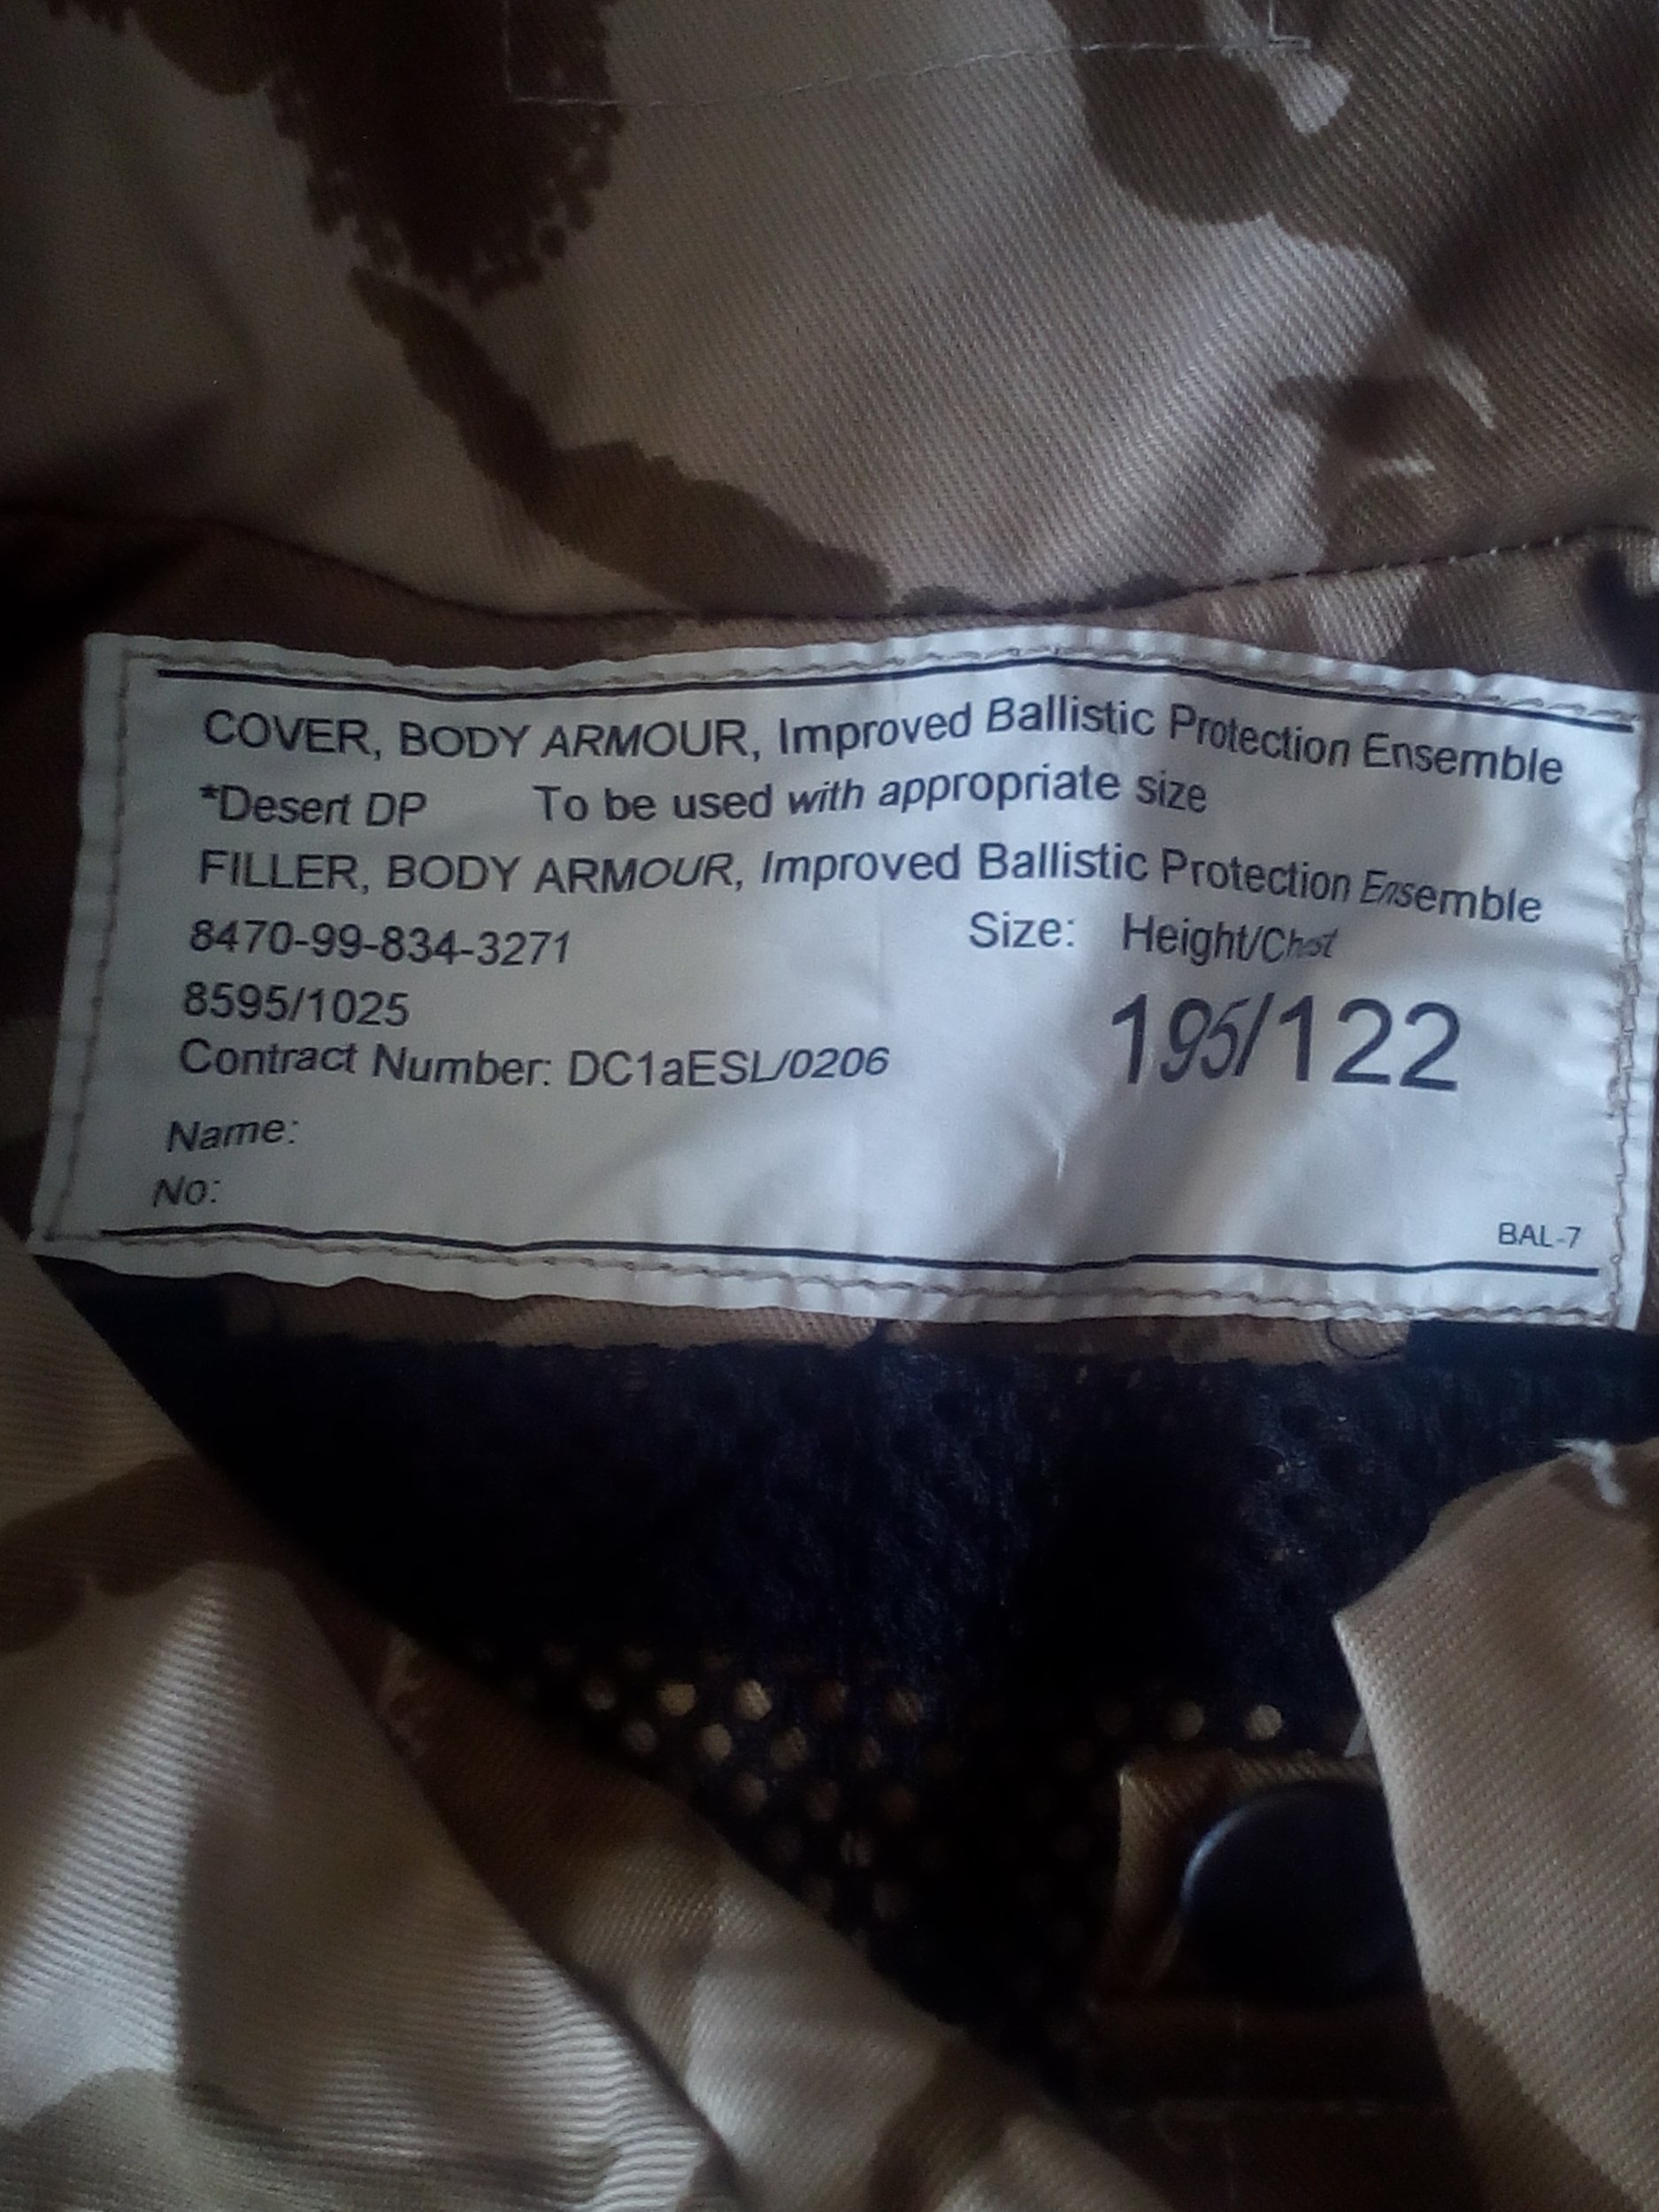 COVER, BODY ARMOUR, Improved Ballistic Protection Ensemble
*Desert DP To be used with appropriate size
FILLER, BODY ARMOUR, Improved Ballistic Protection Ensemble
8470-99-834-3271 Size: Height/Chest
8595/1025
195/122
Contract Number: DC1aESL/0206
Name:
No:
BAL-7